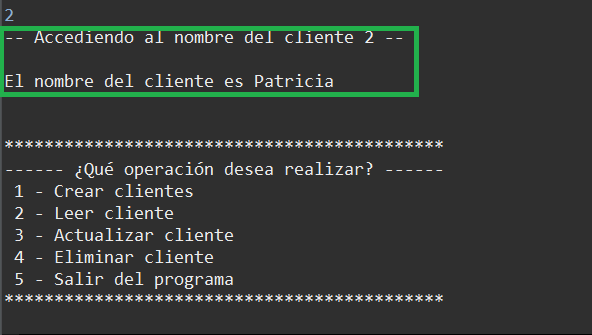 2
-- Accediendo al nombre del cliente 2 --
El nombre del cliente es Patricia
********************************************
------ ¿Qué operación desea realizar? ------
1 - Crear clientes
2 - Leer cliente
3 - Actualizar cliente
4 - Eliminar cliente
5 - Salir del programa
********************************************